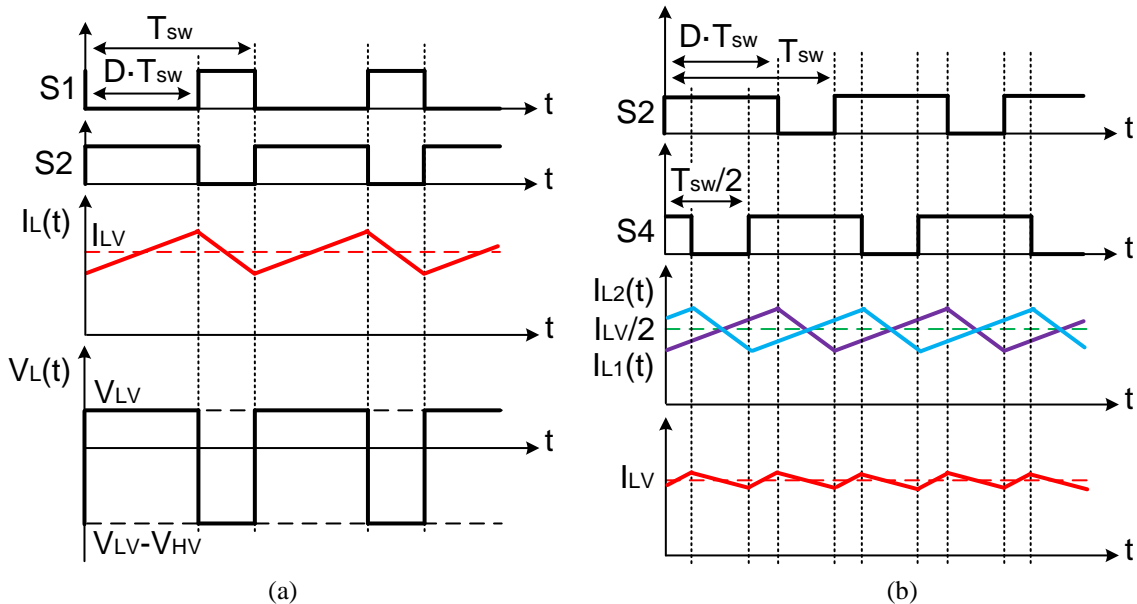 Tsw
D·Tsw
S1
t
S2
t
IL(t)
ILV
t
VL(t)
VLV
t
VLV-VHV
(a)
D·Tsw
Tsw
S2
t
Tsw/2
S4
t
IL2(t)
ILV/2
IL1(t)
t
ILV
t
(b)